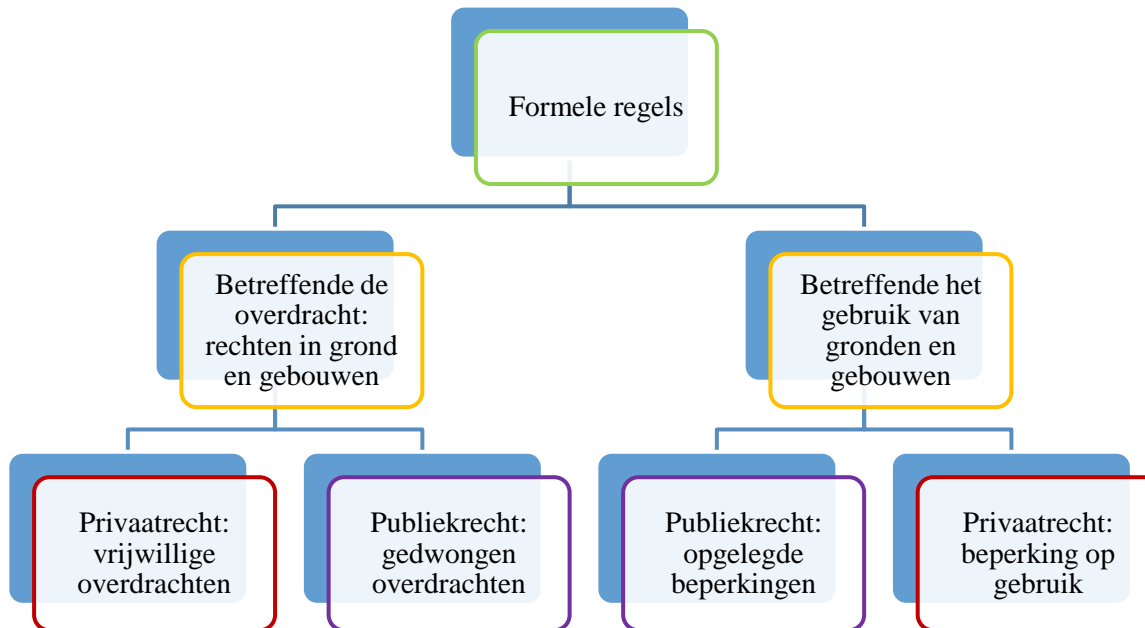 Formele regels
Betreffende de
overdracht:
rechten in grond
en gebouwen
Betreffende het
gebruik van
gronden en
gebouwen
Privaatrecht:
vrijwillige
overdrachten
Publiekrecht:
gedwongen
overdrachten
Publiekrecht:
opgelegde
beperkingen
Privaatrecht:
beperking op
gebruik